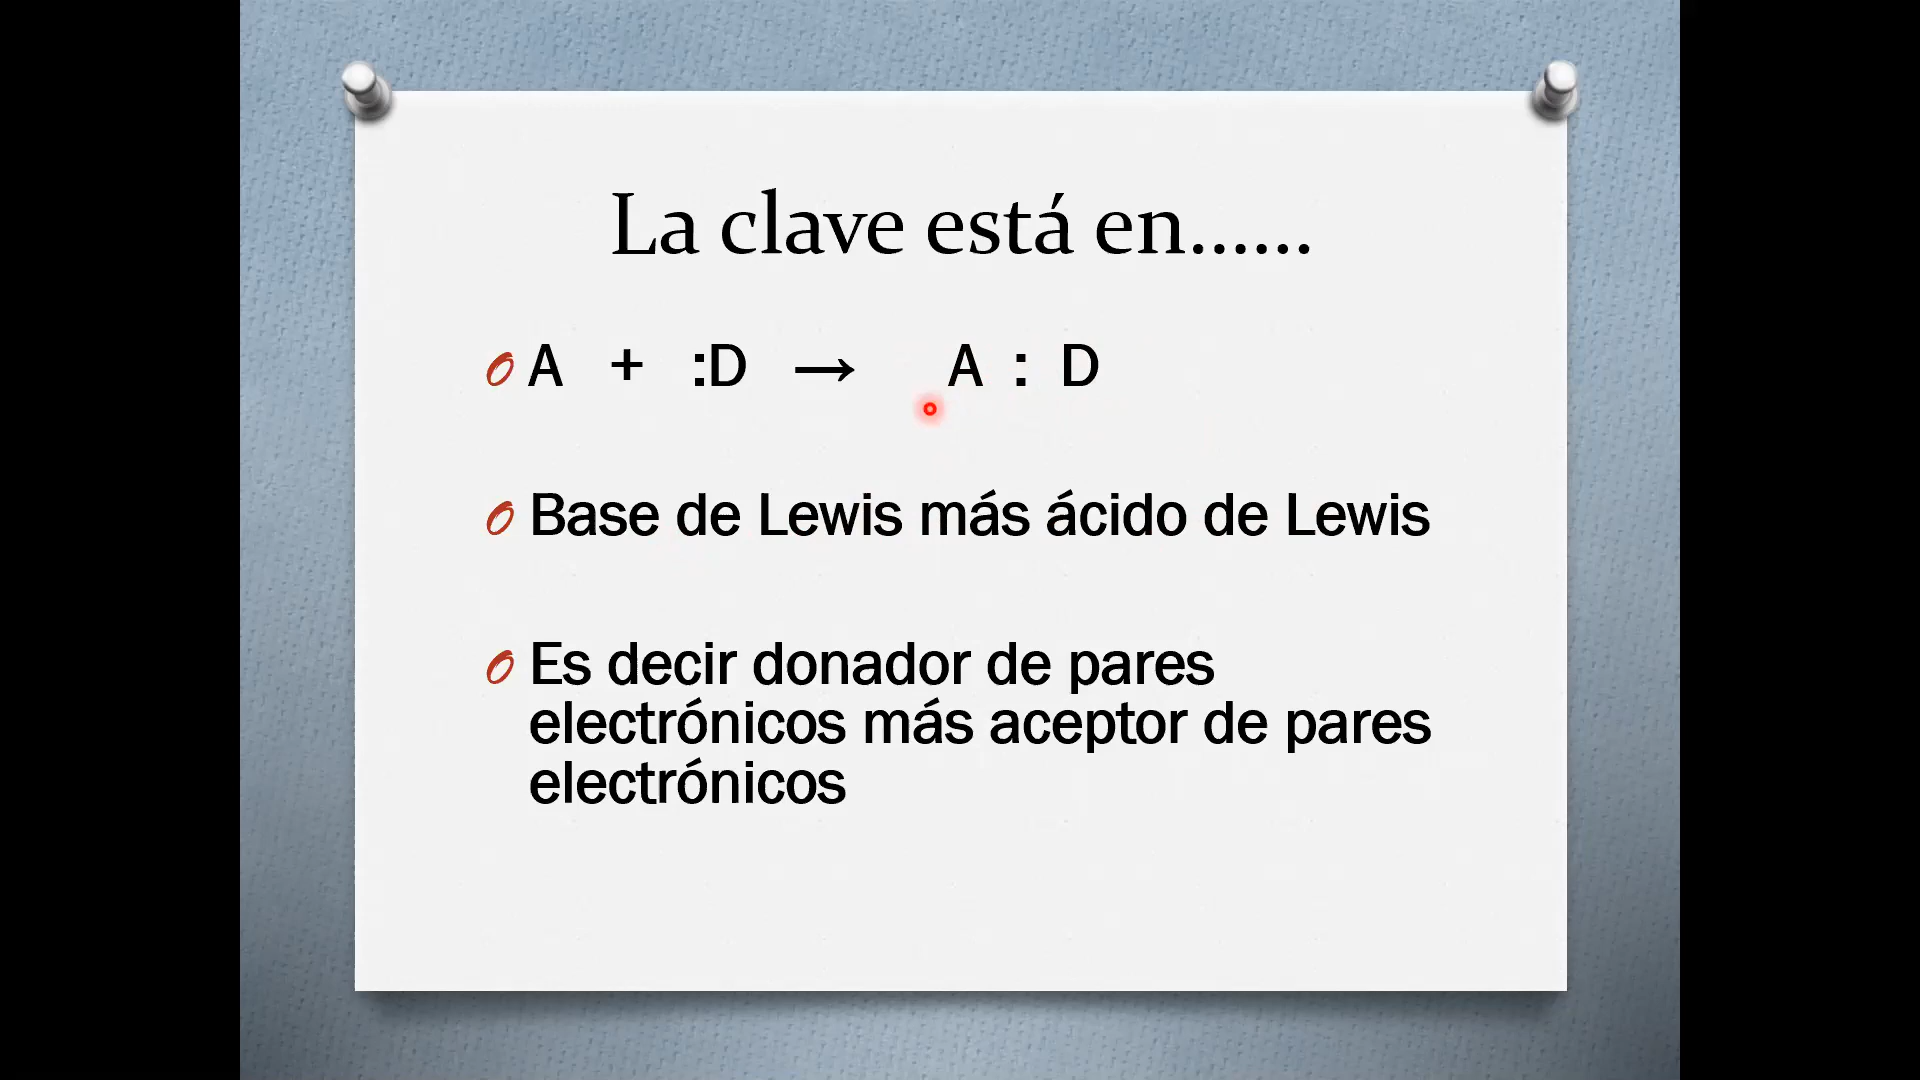 La clave está en......
A + :D → A : D
Base de Lewis más ácido de Lewis
Es decir donador de pares
electrónicos más aceptor de pares
electrónicos